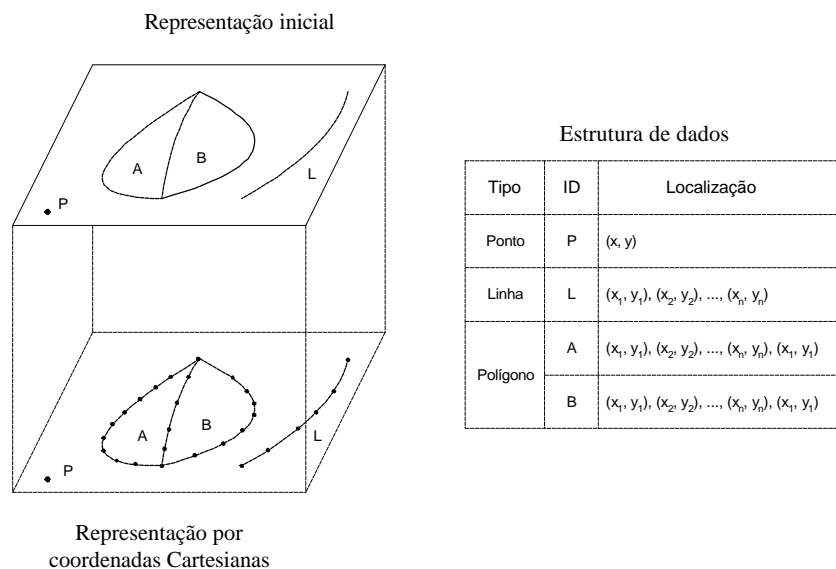 Representação inicial
A
B
L
P
A
B
L
P
Representação por
coordenadas Cartesianas
Estrutura de dados
Tipo ID Localização
Ponto P (x, y)
Linha L (x₁, y₁), (x₂, y₂), ..., (xₙ, yₙ)
Polígono
A (x₁, y₁), (x₂, y₂), ..., (xₙ, yₙ), (x₁, y₁)
B (x₁, y₁), (x₂, y₂), ..., (xₙ, yₙ), (x₁, y₁)